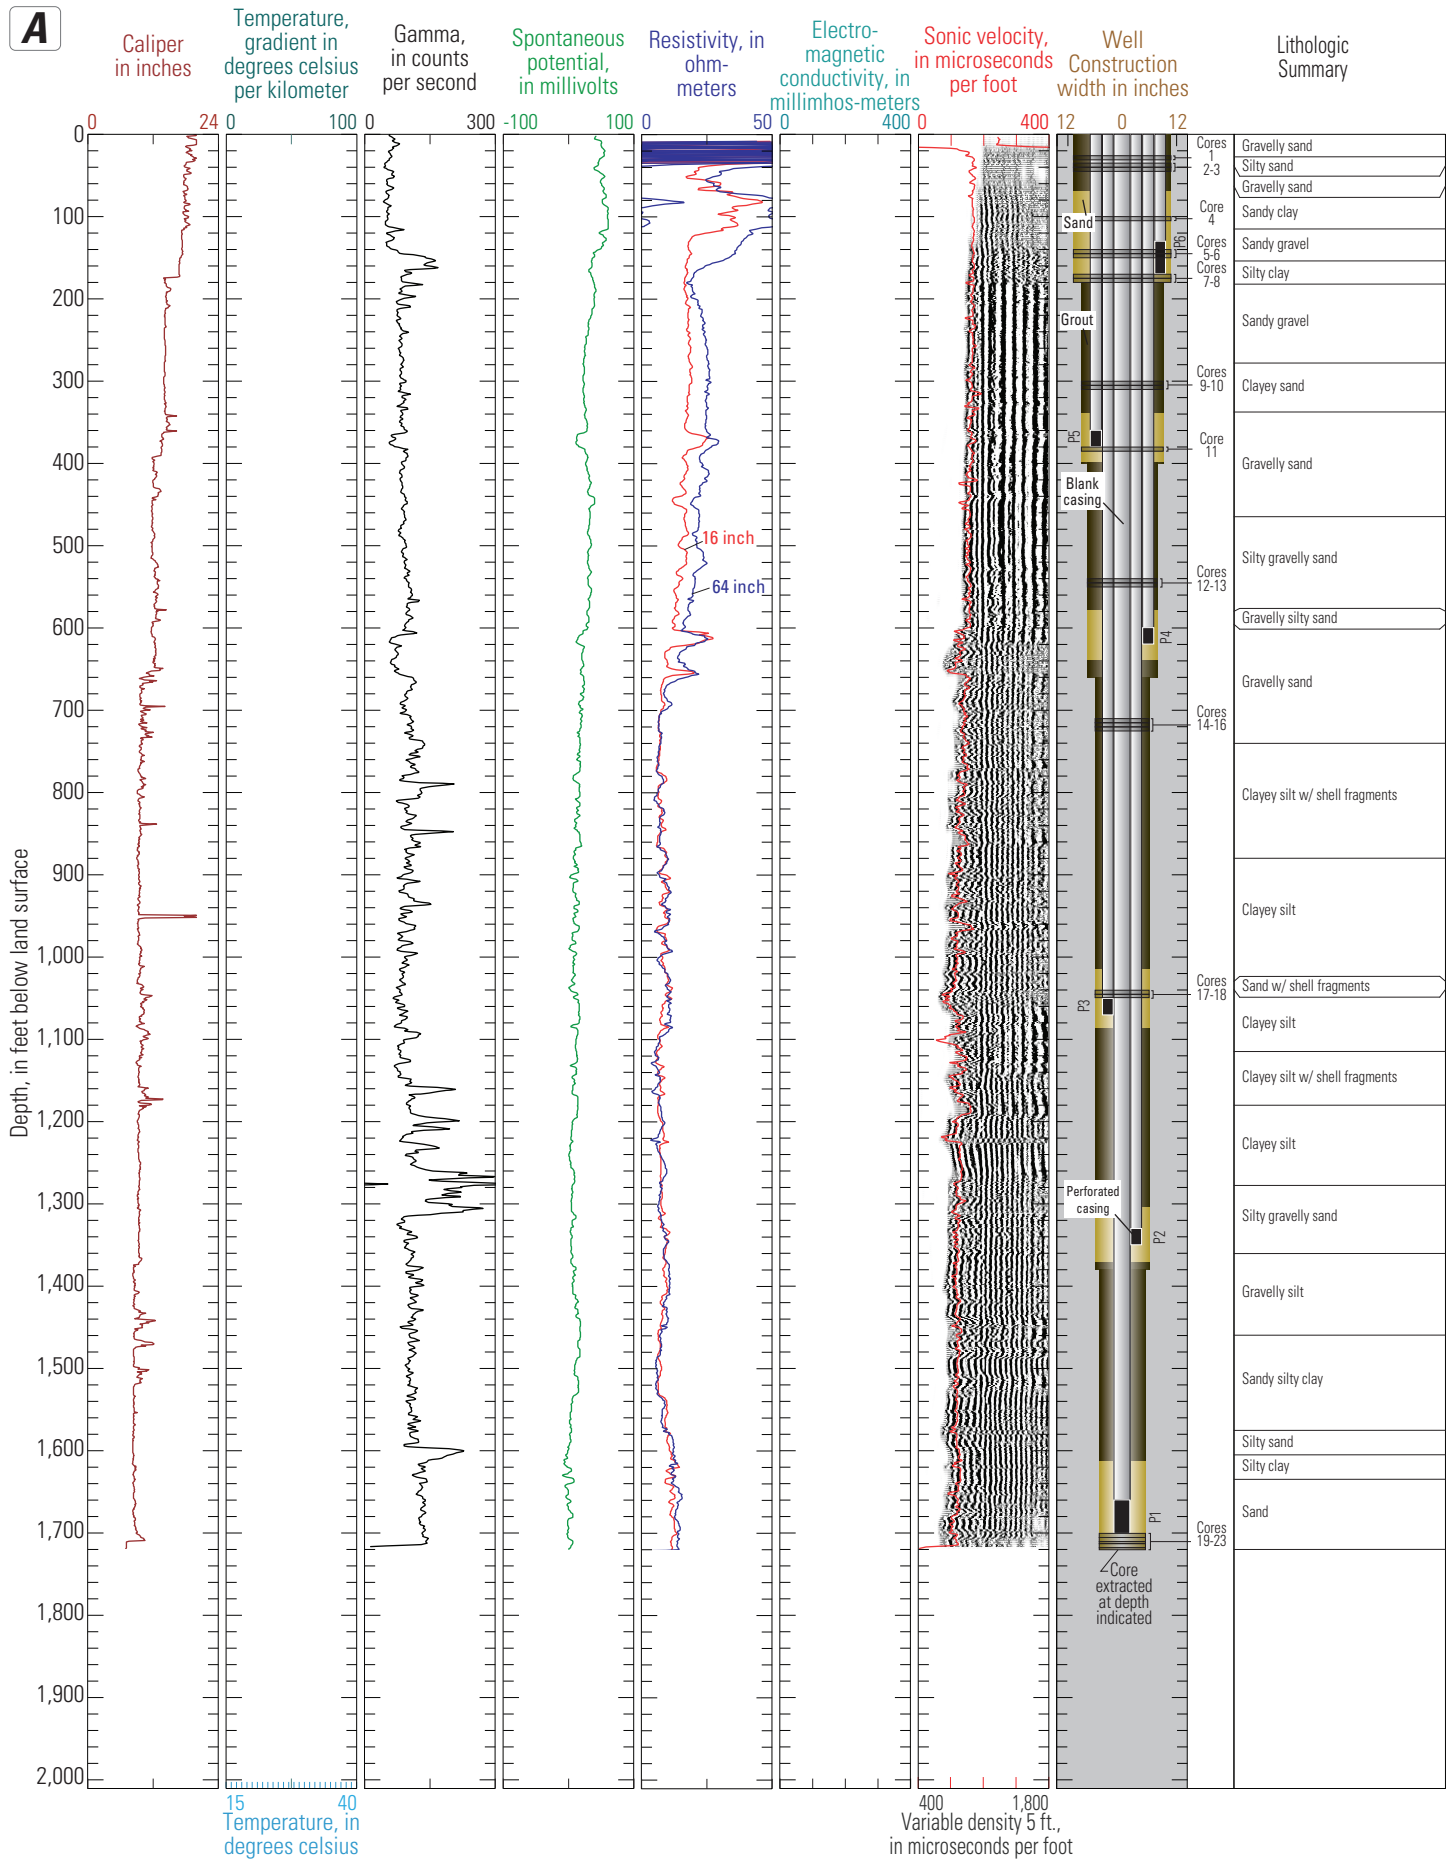 A
Caliper
in inches
Temperature,
gradient in
degrees celsius
per kilometer
Gamma,
in counts
per second
Spontaneous
potential,
in millivolts
Resistivity, in
ohm-
meters
Electro-
magnetic
conductivity, in
millimhos-meters
Sonic velocity,
in microseconds
per foot
Well
Construction
width in inches
Lithologic
Summary
0 24
0 100
0 300
-100 100
0 50
0 400
0 400
12 0 12
Depth, in feet below land surface
0
100
200
300
400
500
600
700
800
900
1,000
1,100
1,200
1,300
1,400
1,500
1,600
1,700
1,800
1,900
2,000
16 inch
64 inch
Sand
Grout
Blank
casing
Perforated
casing
Core
extracted
at depth
indicated
P6
P5
P4
P3
P2
P1
Cores
1
2-3
Core
4
Cores
5-6
Cores
7-8
Cores
9-10
Core
11
Cores
12-13
Cores
14-16
Cores
17-18
Cores
19-23
Gravelly sand
Silty sand
Gravelly sand
Sandy clay
Sandy gravel
Silty clay
Sandy gravel
Clayey sand
Gravelly sand
Silty gravelly sand
Gravelly silty sand
Gravelly sand
Clayey silt w/ shell fragments
Clayey silt
Sand w/ shell fragments
Clayey silt
Clayey silt w/ shell fragments
Clayey silt
Silty gravelly sand
Gravelly silt
Sandy silty clay
Silty sand
Silty clay
Sand
15 40
Temperature, in
degrees celsius
400 1,800
Variable density 5 ft.,
in microseconds per foot